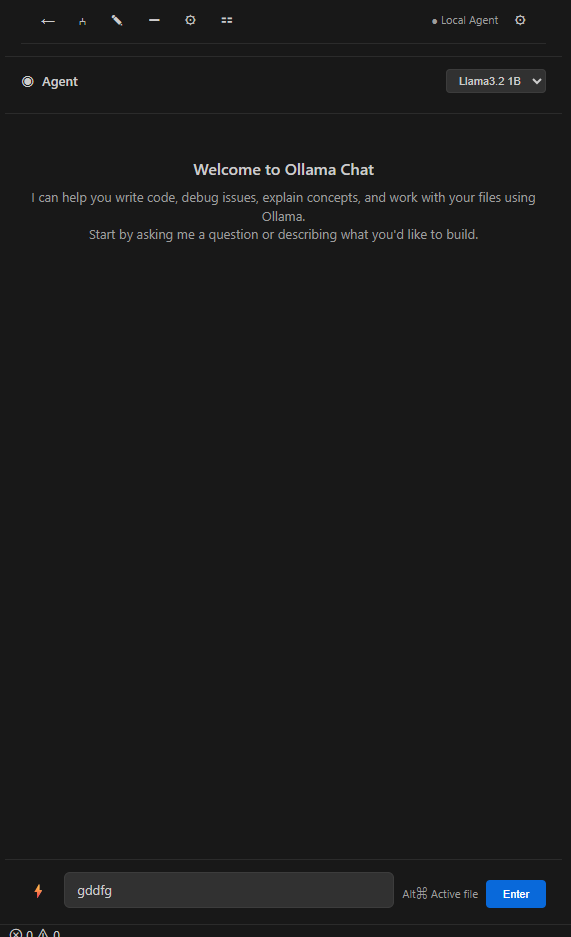 Local Agent
Agent
Llama3.2 1B
Welcome to Ollama Chat
I can help you write code, debug issues, explain concepts, and work with your files using
Ollama.
Start by asking me a question or describing what you'd like to build.
gddfg
Alt⌘ Active file
Enter
0 0